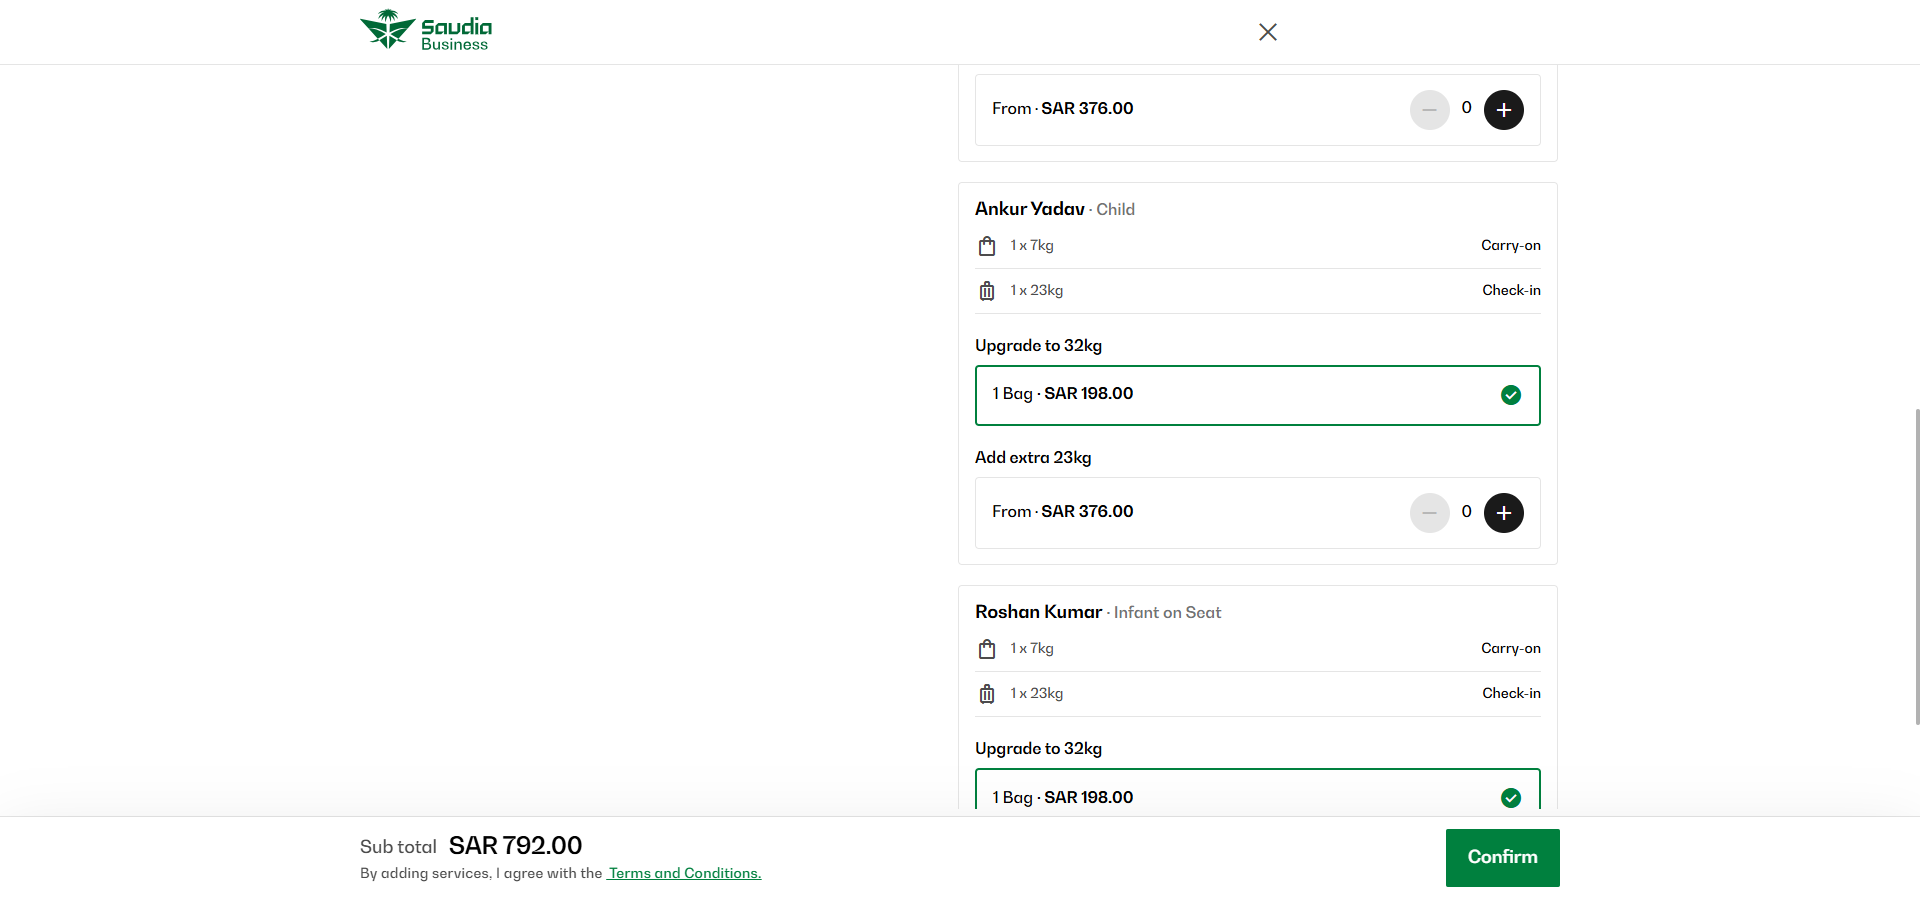 Saudia
Business
From · SAR 376.00
0
Ankur Yadav · Child
1 x 7kg
Carry-on
1 x 23kg
Check-in
Upgrade to 32kg
1 Bag · SAR 198.00
Add extra 23kg
From · SAR 376.00
0
Roshan Kumar · Infant on Seat
1 x 7kg
Carry-on
1 x 23kg
Check-in
Upgrade to 32kg
1 Bag · SAR 198.00
Sub total SAR 792.00
By adding services, I agree with the Terms and Conditions.
Confirm